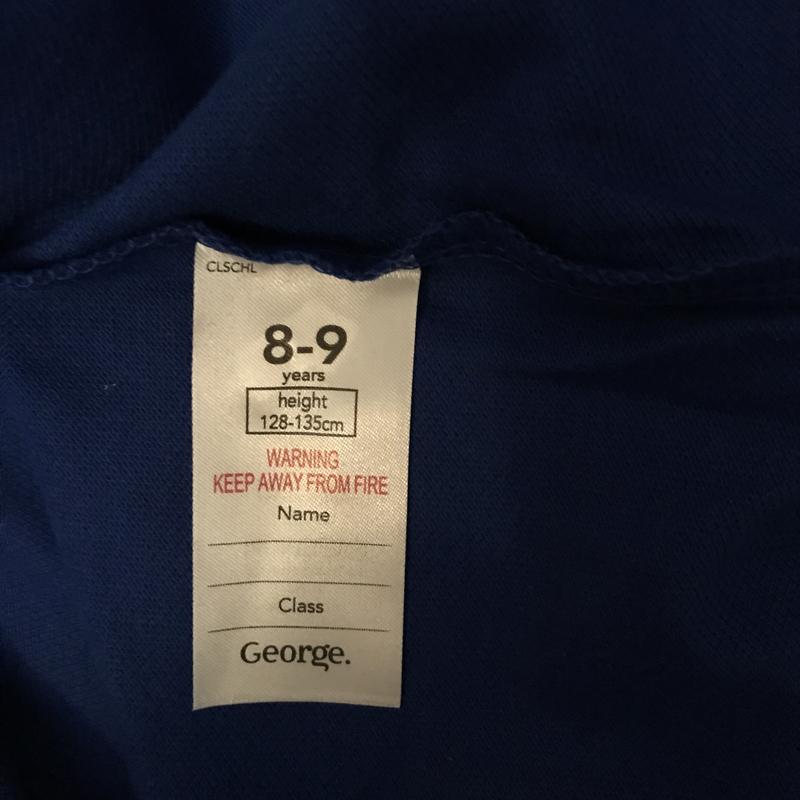 CLSCHL
8-9
years
height
128-135cm
WARNING
KEEP AWAY FROM FIRE
Name
Class
George.